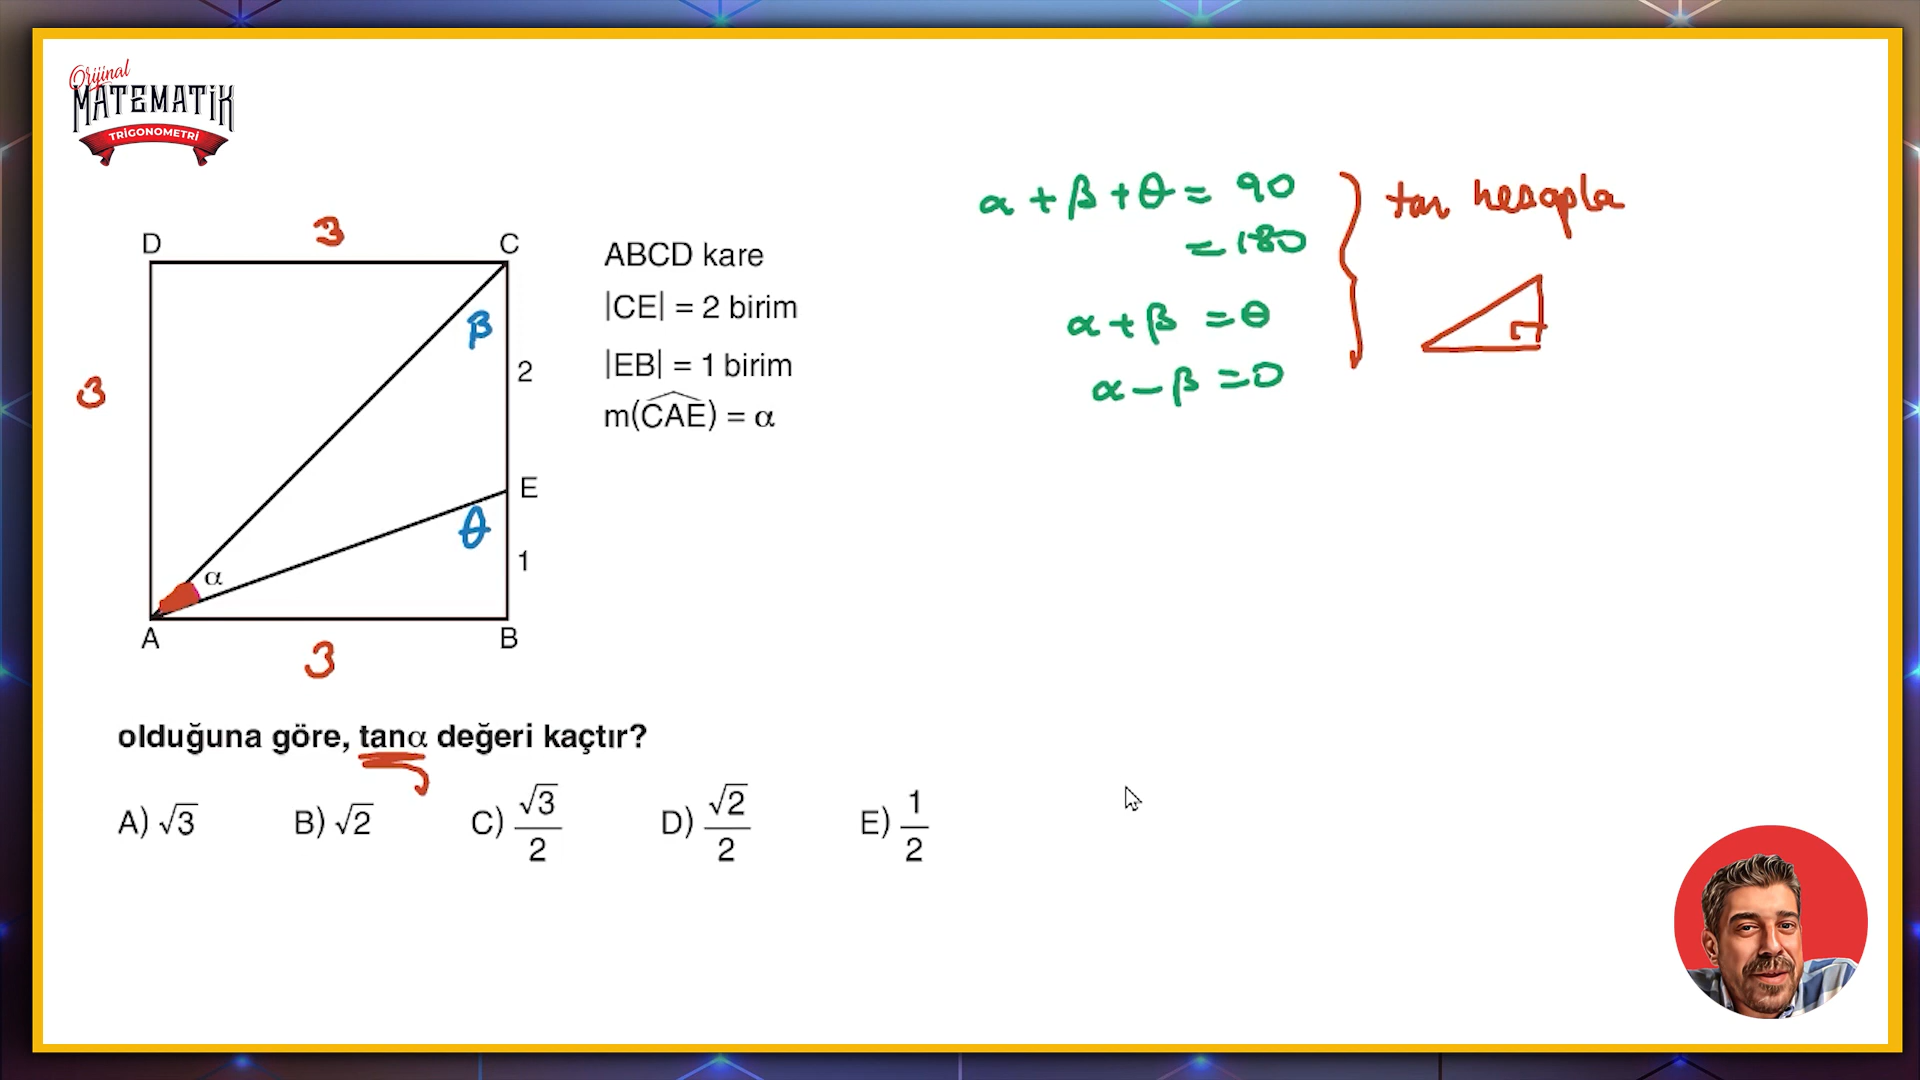 Orijinal
MATEMATİK
TRİGONOMETRİ
α + β + θ = 90
= 180
α + β = θ
α − β = θ
tan hesapla
3
D
C
3
β
2
E
θ
1
α
A
B
3
ABCD kare
|CE| = 2 birim
|EB| = 1 birim
m(CAE) = α
olduğuna göre, tanα değeri kaçtır?
A) √3 B) √2 C) √3/2 D) √2/2 E) 1/2